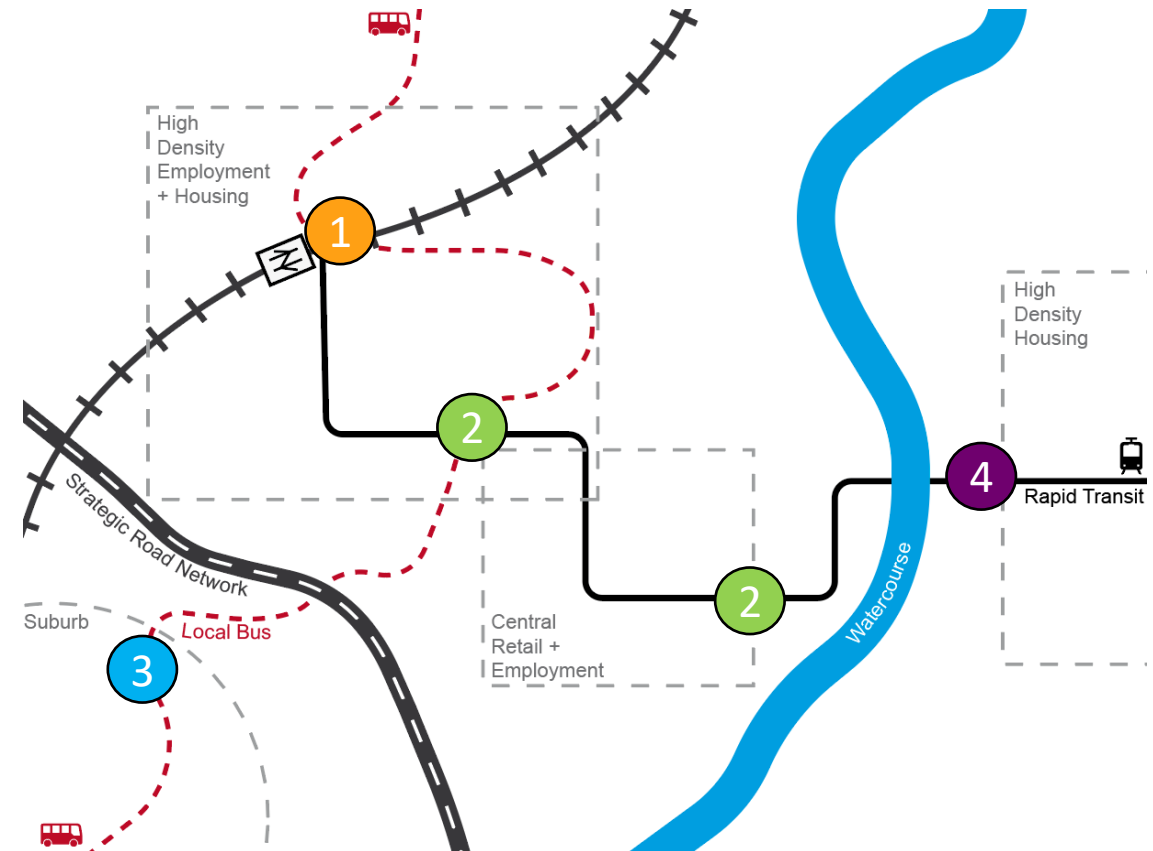 High
Density
Employment
+ Housing
1
High
Density
Housing
2
4
Rapid Transit
Strategic Road Network
Watercourse
2
Suburb
Local Bus
Central
Retail +
Employment
3